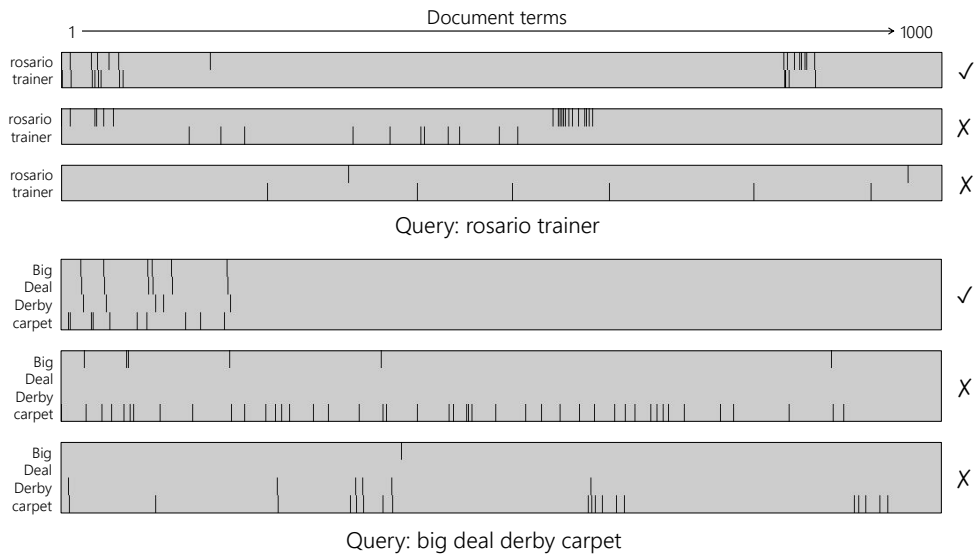 Document terms
1 1000
rosario
trainer ✓
rosario
trainer ✗
rosario
trainer ✗
Query: rosario trainer
Big
Deal
Derby
carpet ✓
Big
Deal
Derby
carpet ✗
Big
Deal
Derby
carpet ✗
Query: big deal derby carpet